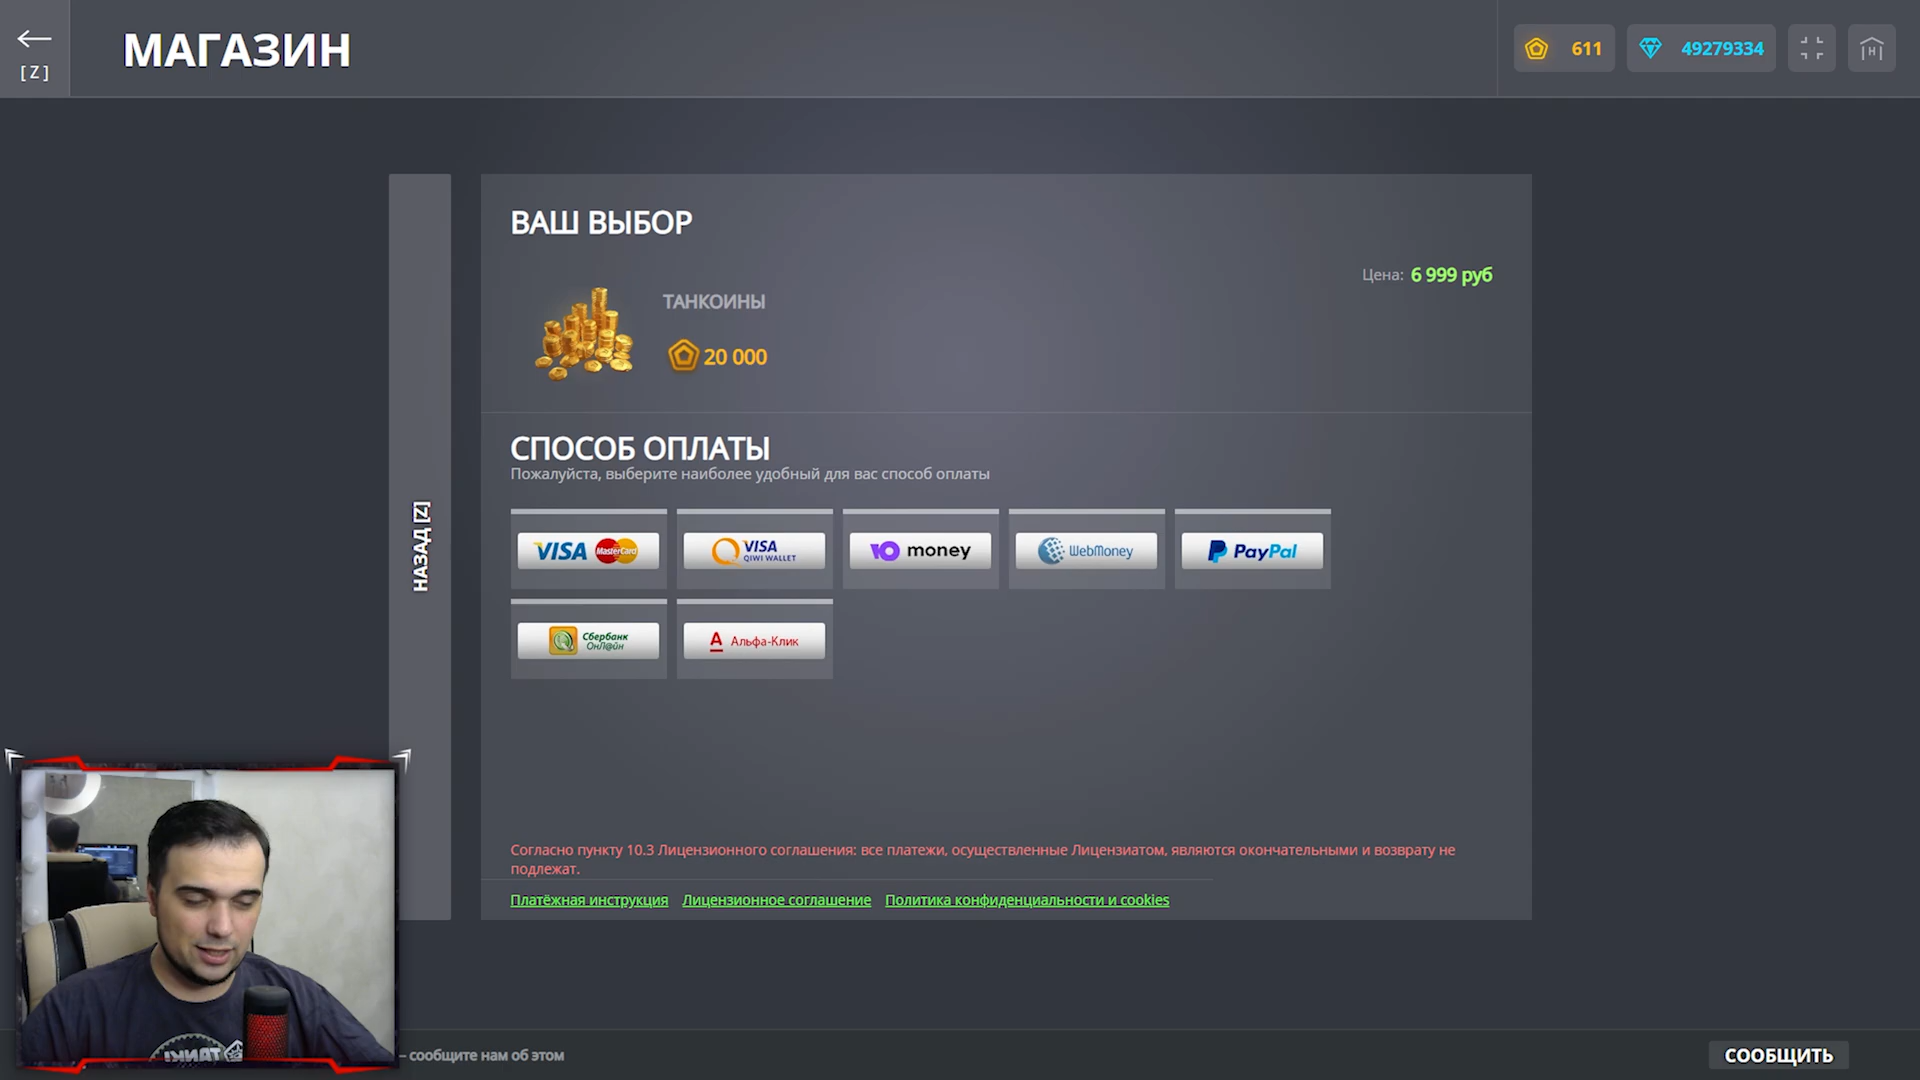 [Z]
МАГАЗИН
611
49279334
[H]
НАЗАД [Z]
ВАШ ВЫБОР
Цена: 6 999 руб
ТАНКОИНЫ
20 000
СПОСОБ ОПЛАТЫ
Пожалуйста, выберите наиболее удобный для вас способ оплаты
VISA MasterCard
VISA
QIWI WALLET
Ю money
WebMoney
PayPal
Сбербанк
ОнЛ@йн
А Альфа-Клик
Согласно пункту 10.3 Лицензионного соглашения: все платежи, осуществленные Лицензиатом, являются окончательными и возврату не
подлежат.
Платёжная инструкция Лицензионное соглашение Политика конфиденциальности и cookies
TANKI
– сообщите нам об этом
СООБЩИТЬ